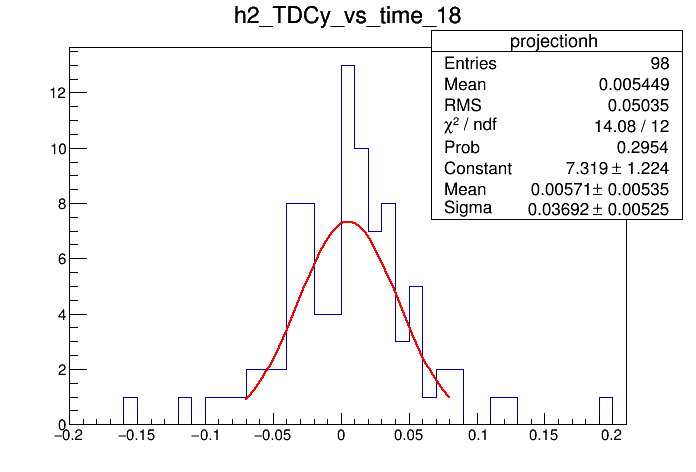 h2_TDCy_vs_time_18
projectionh
Entries 98
Mean 0.005449
RMS 0.05035
χ² / ndf 14.08 / 12
Prob 0.2954
Constant 7.319 ± 1.224
Mean 0.00571 ± 0.00535
Sigma 0.03692 ± 0.00525
12
10
8
6
4
2
0
−0.2 −0.15 −0.1 −0.05 0 0.05 0.1 0.15 0.2